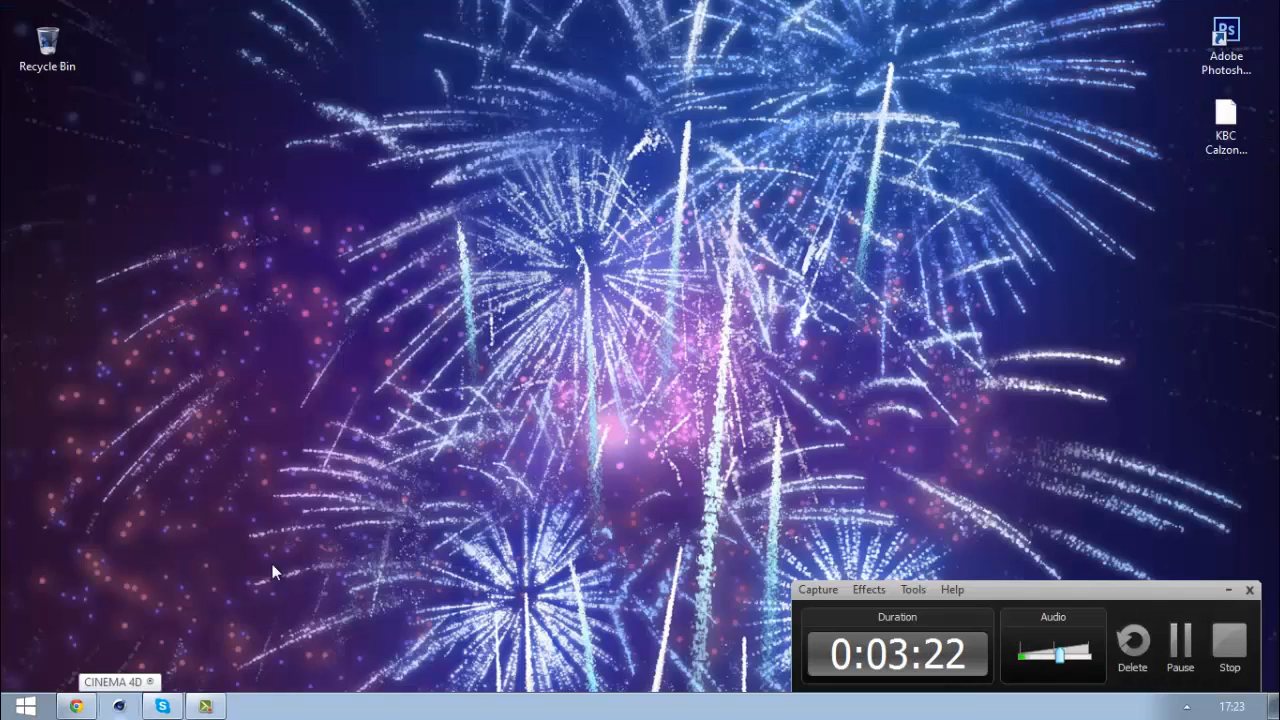 Recycle Bin
Ps
Adobe
Photosh...
KBC
Calzon...
Capture Effects Tools Help
Duration
Audio
0:03:22
Delete
Pause
Stop
CINEMA 4D ®
17:23